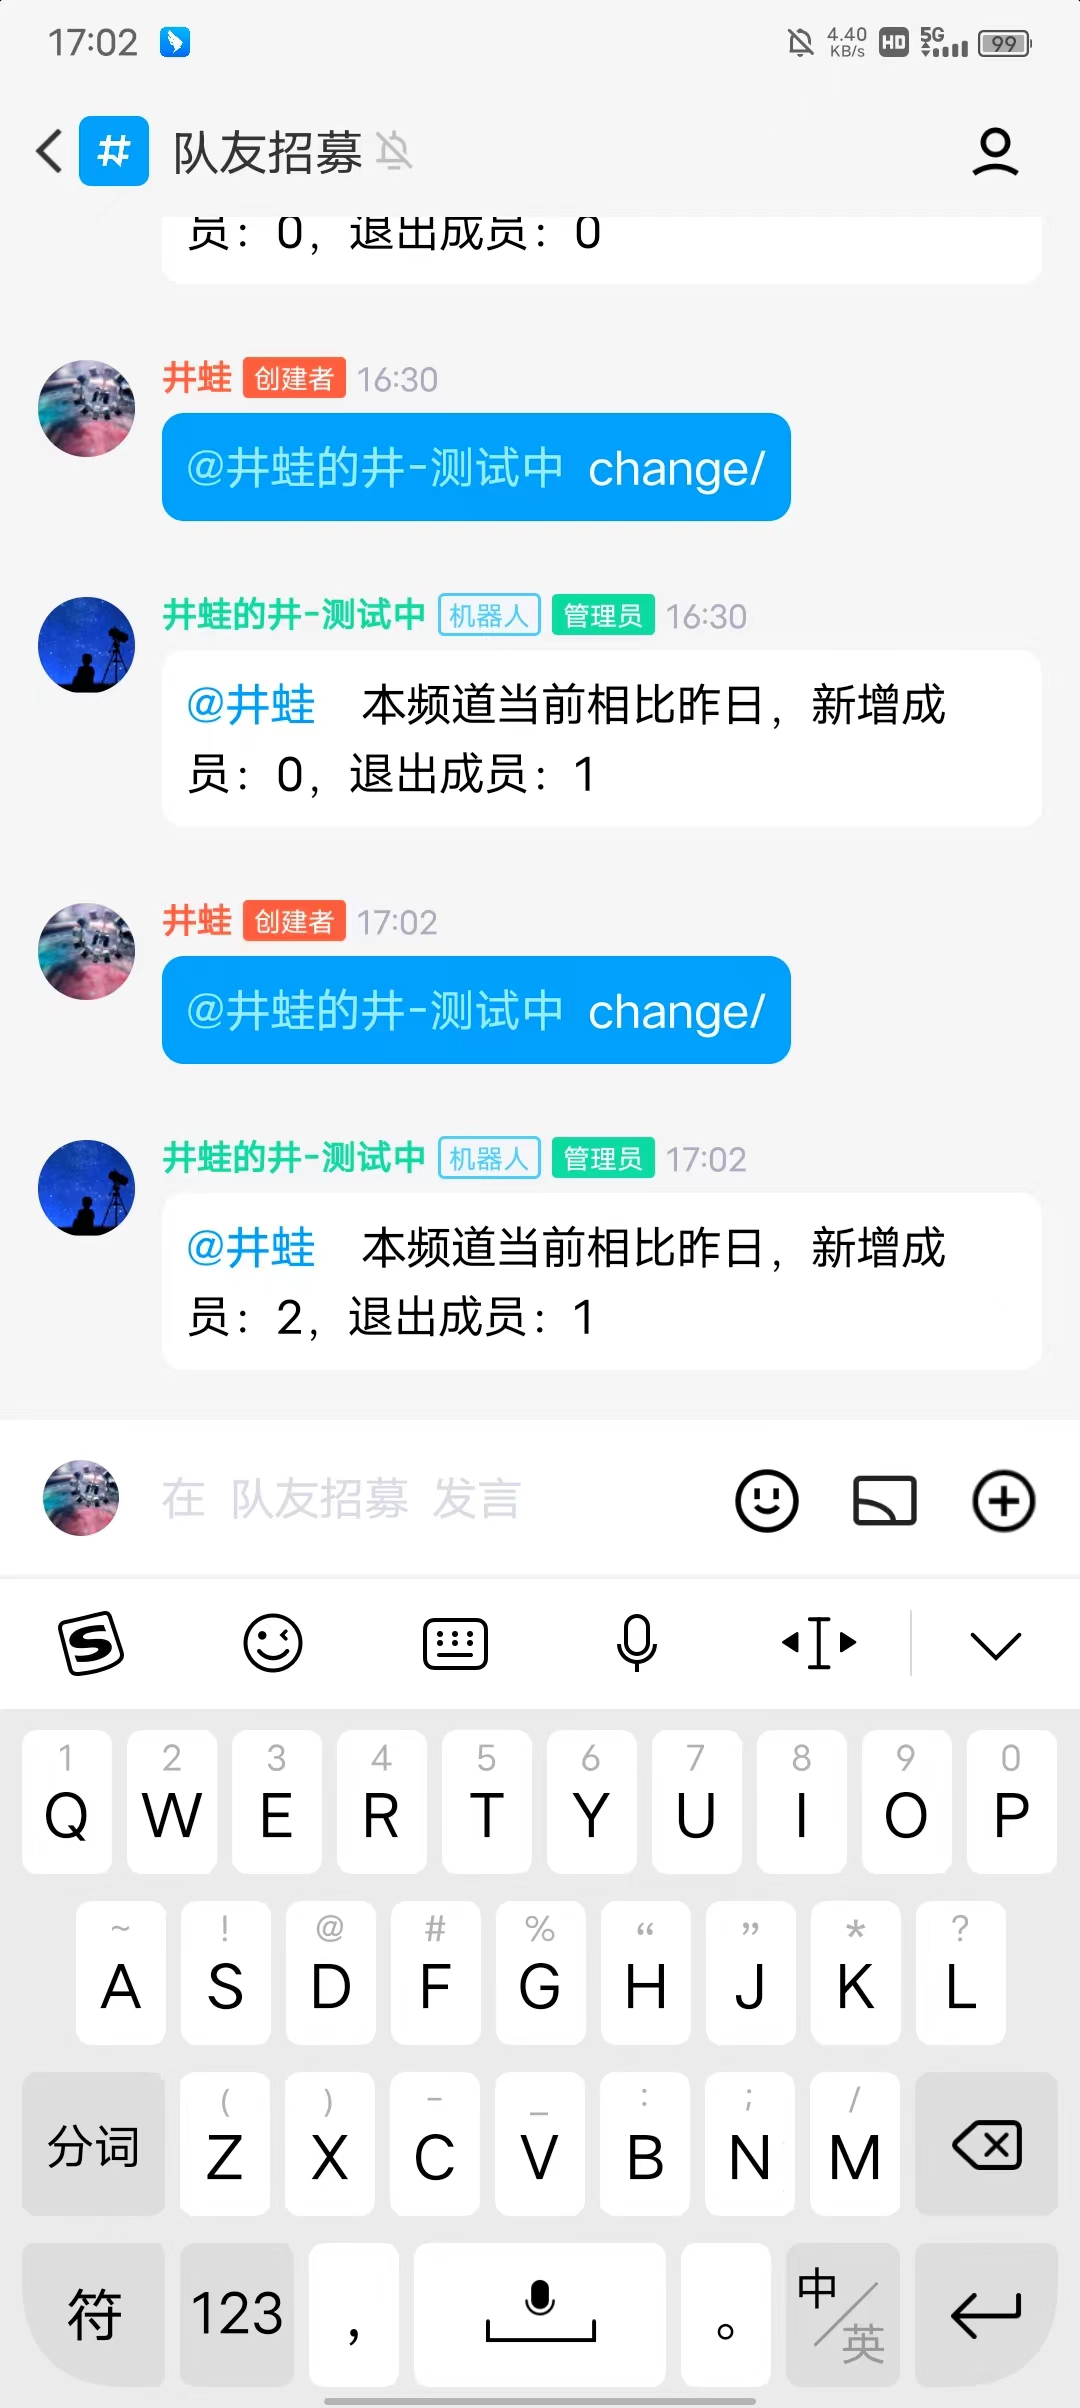 17:02
4.40 KB/s HD 5G 99
# 队友招募
员：0，退出成员：0
井蛙 创建者 16:30
@井蛙的井-测试中 change/
井蛙的井-测试中 机器人 管理员 16:30
@井蛙 本频道当前相比昨日，新增成
员：0，退出成员：1
井蛙 创建者 17:02
@井蛙的井-测试中 change/
井蛙的井-测试中 机器人 管理员 17:02
@井蛙 本频道当前相比昨日，新增成
员：2，退出成员：1
在 队友招募 发言
S
1 2 3 4 5 6 7 8 9 0
Q W E R T Y U I O P
~ ! @ # % “ ” * ?
A S D F G H J K L
( ) - _ : ; /
分词 Z X C V B N M
符 123 ， 。 中/英